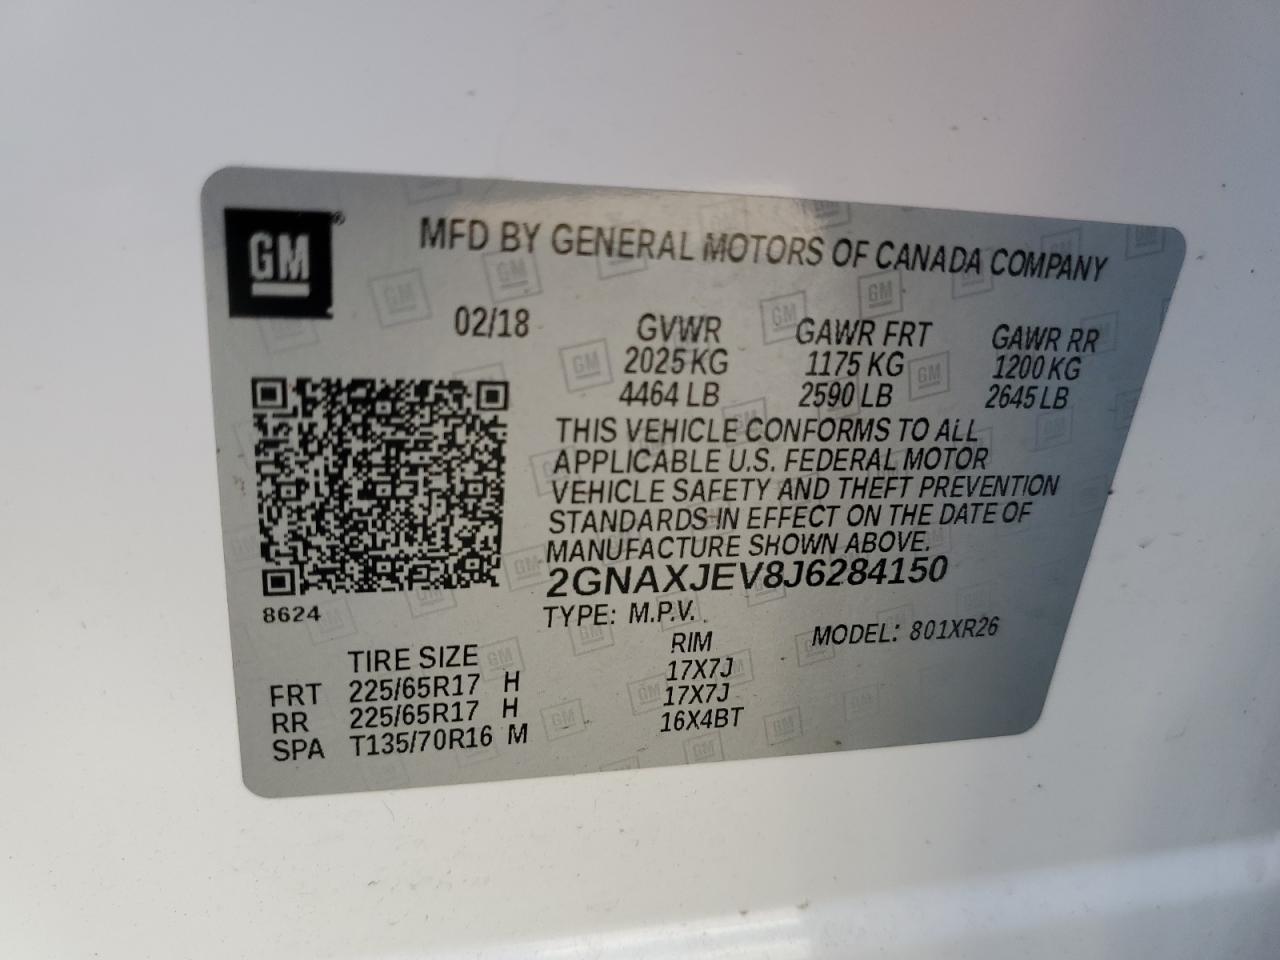 GM ®
MFD BY GENERAL MOTORS OF CANADA COMPANY
02/18 GVWR GAWR FRT GAWR RR
2025 KG 1175 KG 1200 KG
4464 LB 2590 LB 2645 LB
THIS VEHICLE CONFORMS TO ALL
APPLICABLE U.S. FEDERAL MOTOR
VEHICLE SAFETY AND THEFT PREVENTION
STANDARDS IN EFFECT ON THE DATE OF
MANUFACTURE SHOWN ABOVE.
2GNAXJEV8J6284150
8624
TYPE: M.P.V. MODEL: 801XR26
TIRE SIZE RIM
FRT 225/65R17 H 17X7J
RR 225/65R17 H 17X7J
SPA T135/70R16 M 16X4BT